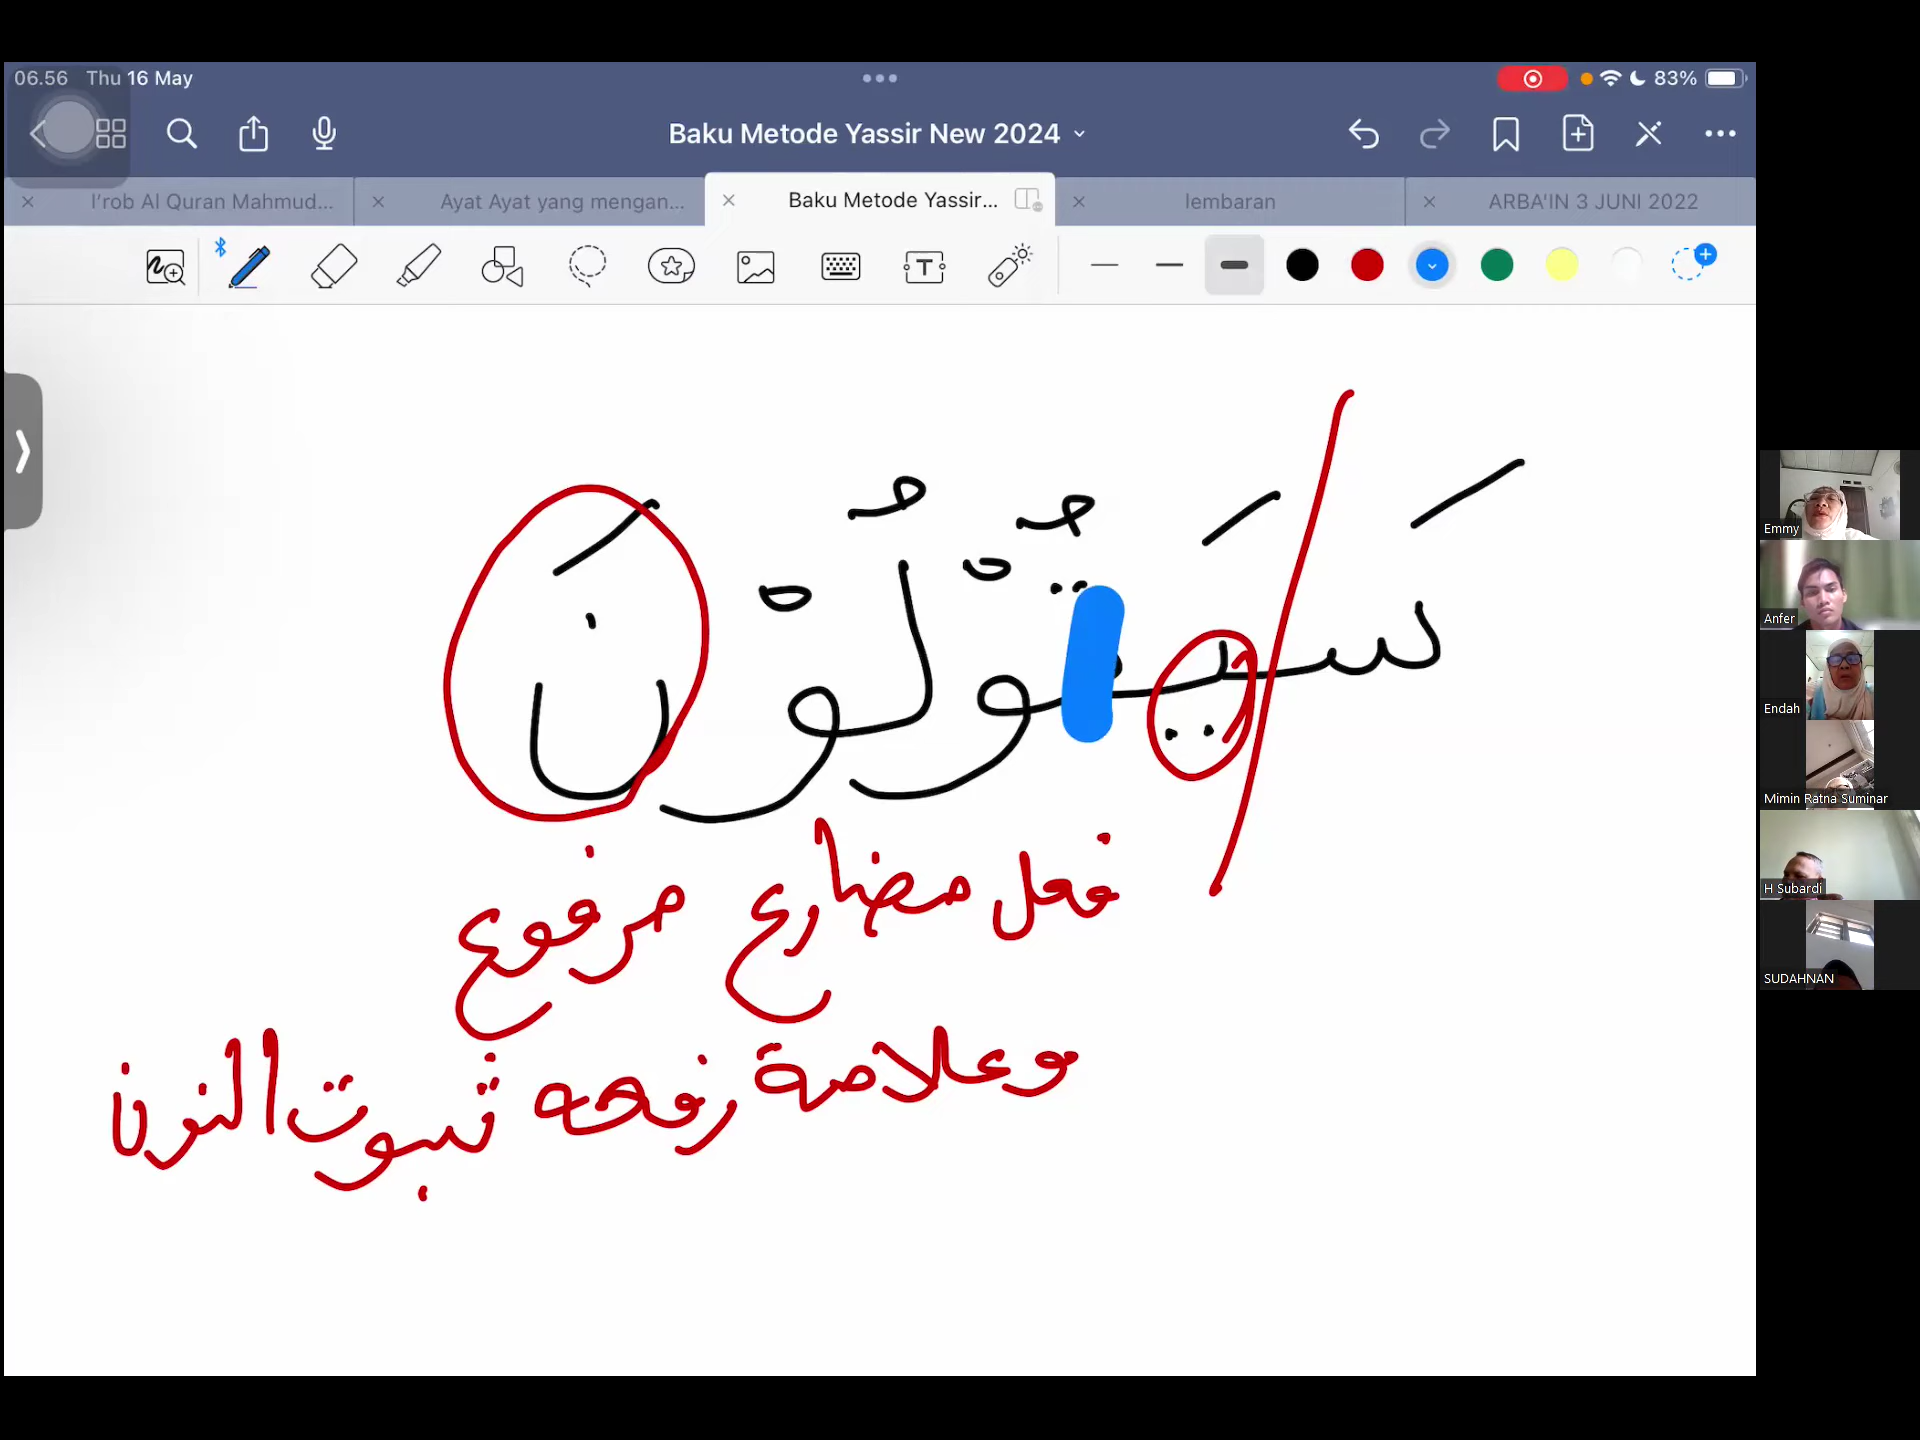 06.56 Thu 16 May
83%
Baku Metode Yassir New 2024
I'rob Al Quran Mahmud...
Ayat Ayat yang mengan...
Baku Metode Yassir...
lembaran
ARBA'IN 3 JUNI 2022
سَيَقُوْلُوْنَ
فعل مضارع مرفوع
وعلامة رفعه ثبوت النون
Emmy
Anfer
Endah
Mimin Ratna Suminar
H Subardi
SUDAHNAN